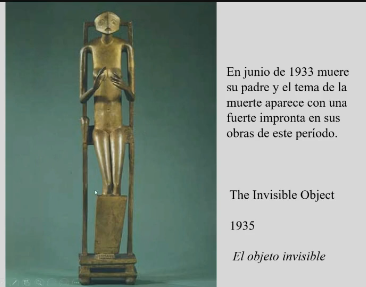 En junio de 1933 muere
su padre y el tema de la
muerte aparece con una
fuerte impronta en sus
obras de este período.
The Invisible Object
1935
El objeto invisible